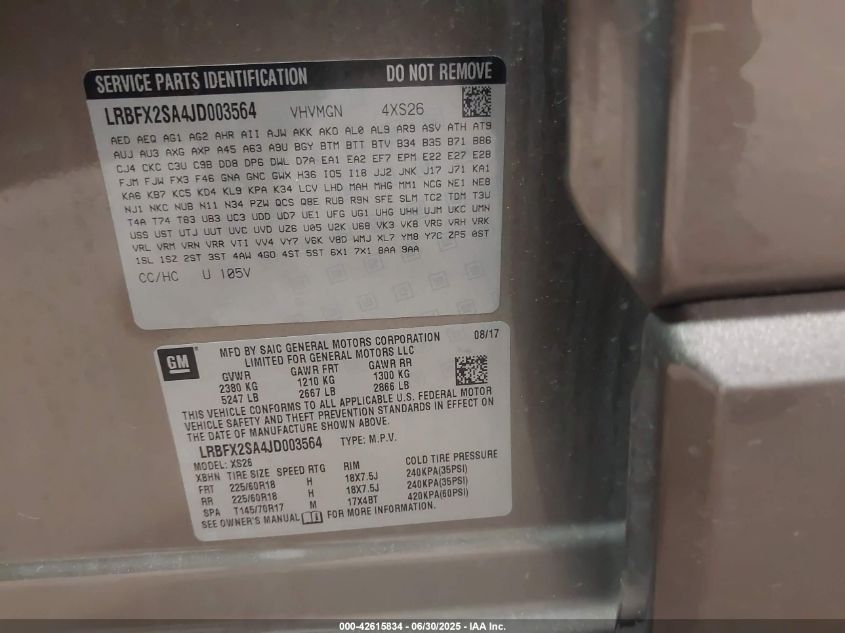 SERVICE PARTS IDENTIFICATION DO NOT REMOVE
LRBFX2SA4JD003564 VHVMGN 4XS26
AED AEQ AG1 AG2 AHR AII AJW AKK AKO AL0 AL9 AR9 ASV ATH AT9
AUJ AU3 AXG AXP A45 A63 A9U BGY BTM BTT BTV B34 B35 B71 B86
CJ4 CKC C3U C9B DD8 DP6 DWL D7A EA1 EA2 EF7 EPM E22 E27 E28
FJM FJW FX3 F46 GNA GNC GWX H36 IO5 I18 JJ2 JNK J17 J71 KA1
KA6 KB7 KC5 KD4 KL9 KPA K34 LCV LHD MAH MHG MM1 NCG NE1 NE8
NJ1 NKC NUB N11 N34 PZW QCS Q8E RUB R9N SFE SLM TC2 TDM T3U
T4A T74 T83 UB3 UC3 UDD UD7 UE1 UFG UG1 UHG UHH UJM UKC UMN
USS UST UTJ UUT UVC UVD UZ6 U05 U2K U68 VK3 VK8 VRG VRH VRK
VRL VRM VRN VRR VT1 VV4 VY7 V6K V8D WMJ XL7 YM8 Y7C ZP5 0ST
1SL 1SZ 2ST 3ST 4AW 4GO 4ST 5ST 6X1 7X1 8AA 9AA
CC/HC U 105V
GM
MFD BY SAIC GENERAL MOTORS CORPORATION 08/17
LIMITED FOR GENERAL MOTORS LLC
GVWR GAWR FRT GAWR RR
2380 KG 1210 KG 1300 KG
5247 LB 2667 LB 2866 LB
THIS VEHICLE CONFORMS TO ALL APPLICABLE U.S. FEDERAL MOTOR
VEHICLE SAFETY AND THEFT PREVENTION STANDARDS IN EFFECT ON
THE DATE OF MANUFACTURE SHOWN ABOVE.
LRBFX2SA4JD003564 TYPE: M.P.V.
MODEL: XS26
XBHN TIRE SIZE SPEED RTG RIM COLD TIRE PRESSURE
FRT 225/60R18 H 18X7.5J 240KPA(35PSI)
RR 225/60R18 H 18X7.5J 240KPA(35PSI)
SPA T145/70R17 M 17X4BT 420KPA(60PSI)
SEE OWNER'S MANUAL FOR MORE INFORMATION.
000-42615834 - 06/30/2025 - IAA Inc.